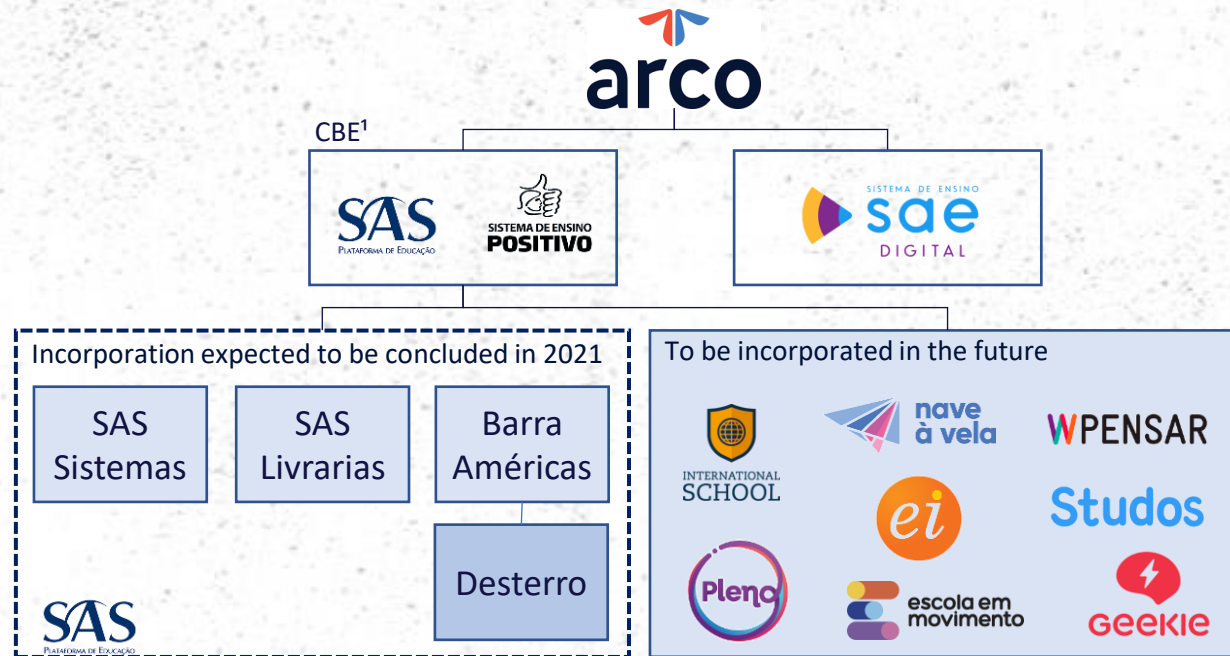 arco
CBE¹
SAS
PLATAFORMA DE EDUCAÇÃO
SISTEMA DE ENSINO
POSITIVO
SISTEMA DE ENSINO
sae
DIGITAL
Incorporation expected to be concluded in 2021
SAS
Sistemas
SAS
Livrarias
Barra
Américas
Desterro
SAS
PLATAFORMA DE EDUCAÇÃO
To be incorporated in the future
INTERNATIONAL
SCHOOL
nave
à vela
WPENSAR
ei
Studos
Pleno
escola em
movimento
GEEKIE